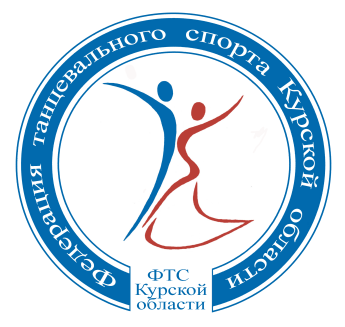 Федерация танцевального спорта Курской области
ФТС
Курской
области